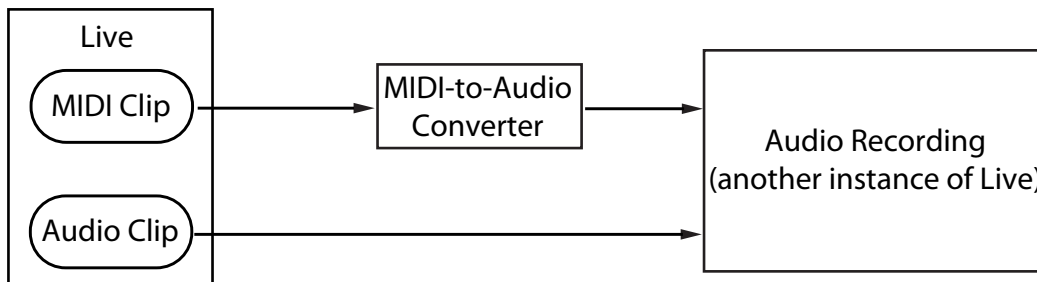 Live
MIDI Clip
MIDI-to-Audio
Converter
Audio Recording
(another instance of Live)
Audio Clip